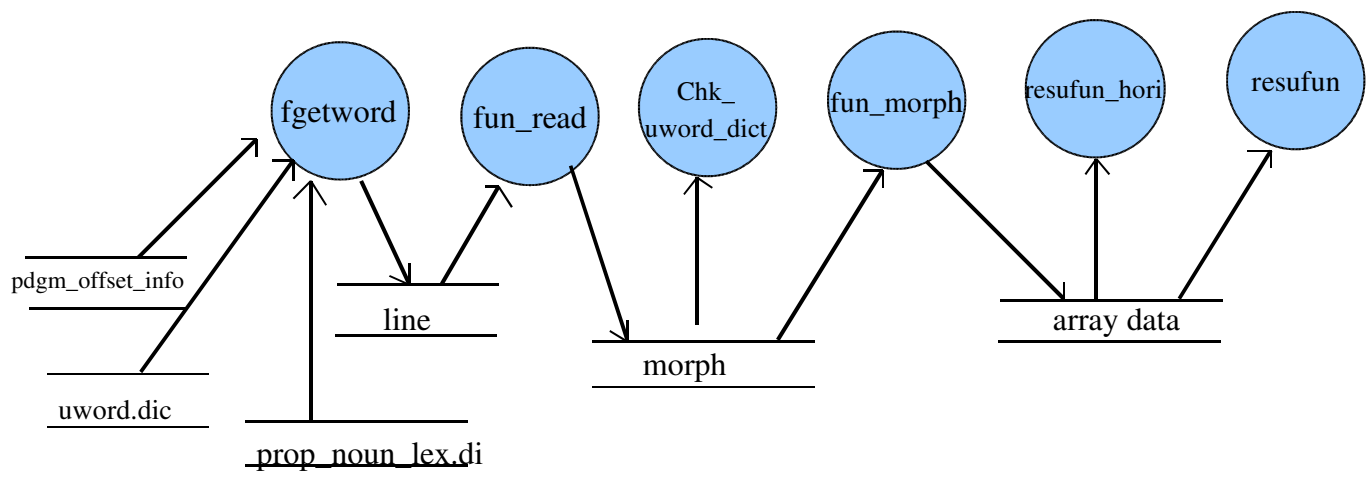 fgetword
fun_read
Chk_
uword_dict
fun_morph
resufun_hori
resufun
pdgm_offset_info
line
array data
morph
uword.dic
prop_noun_lex.di